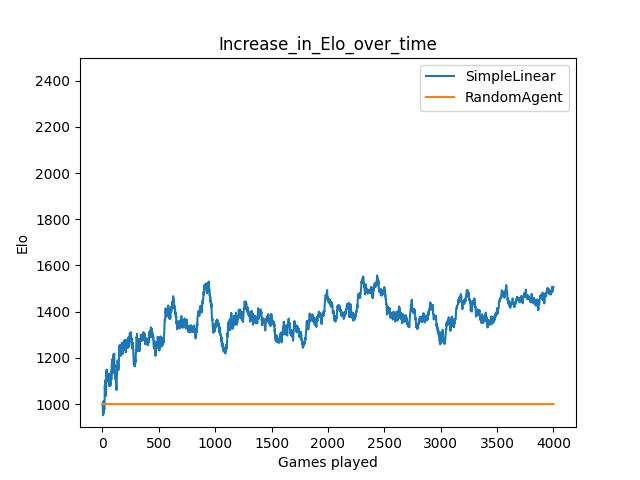 Increase_in_Elo_over_time
SimpleLinear
RandomAgent
2400
2200
2000
1800
1600
1400
1200
1000
Elo
0 500 1000 1500 2000 2500 3000 3500 4000
Games played